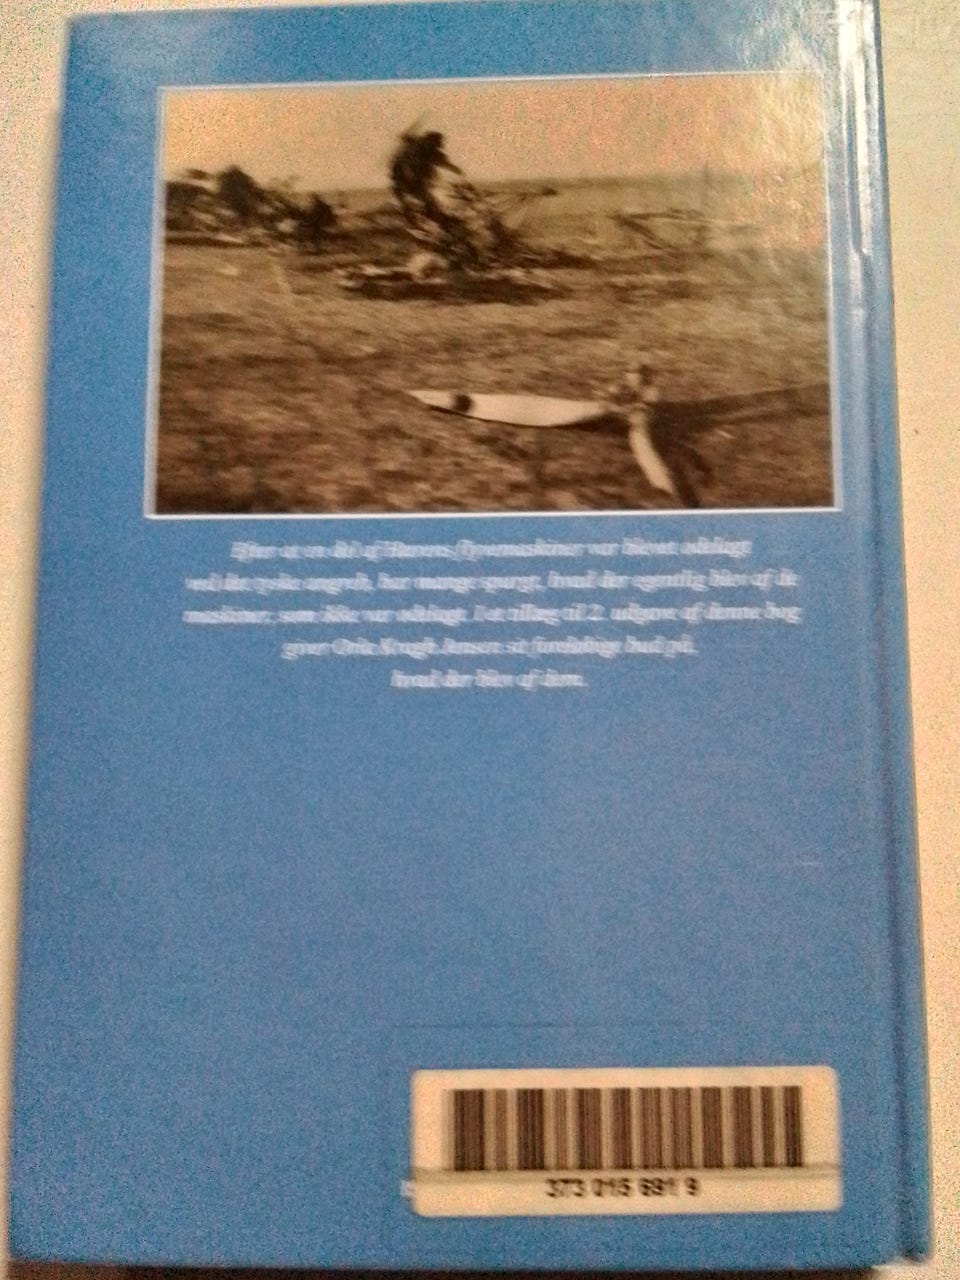 Efter at en del af Hærens flyvemaskiner var blevet ødelagt
ved det tyske angreb, har mange spurgt, hvad der egentlig blev af de
maskiner, som ikke var ødelagt. I et tillæg til 2. udgave af denne bog
giver Orla Kragh Jensen sit foreløbige bud på,
hvad der blev af dem.
373 015 691 9